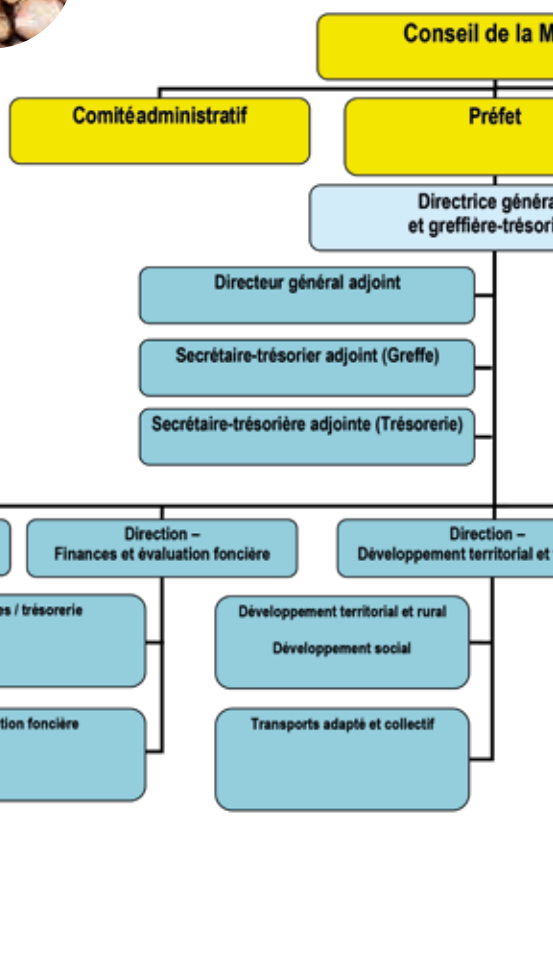 Conseil de la M
Comitéadministratif
Préfet
Directrice généra
et greffière-trésori
Directeur général adjoint
Secrétaire-trésorier adjoint (Greffe)
Secrétaire-trésorière adjointe (Trésorerie)
Direction –
Finances et évaluation foncière
Direction –
Développement territorial et
es / trésorerie
Développement territorial et rural
Développement social
tion foncière
Transports adapté et collectif